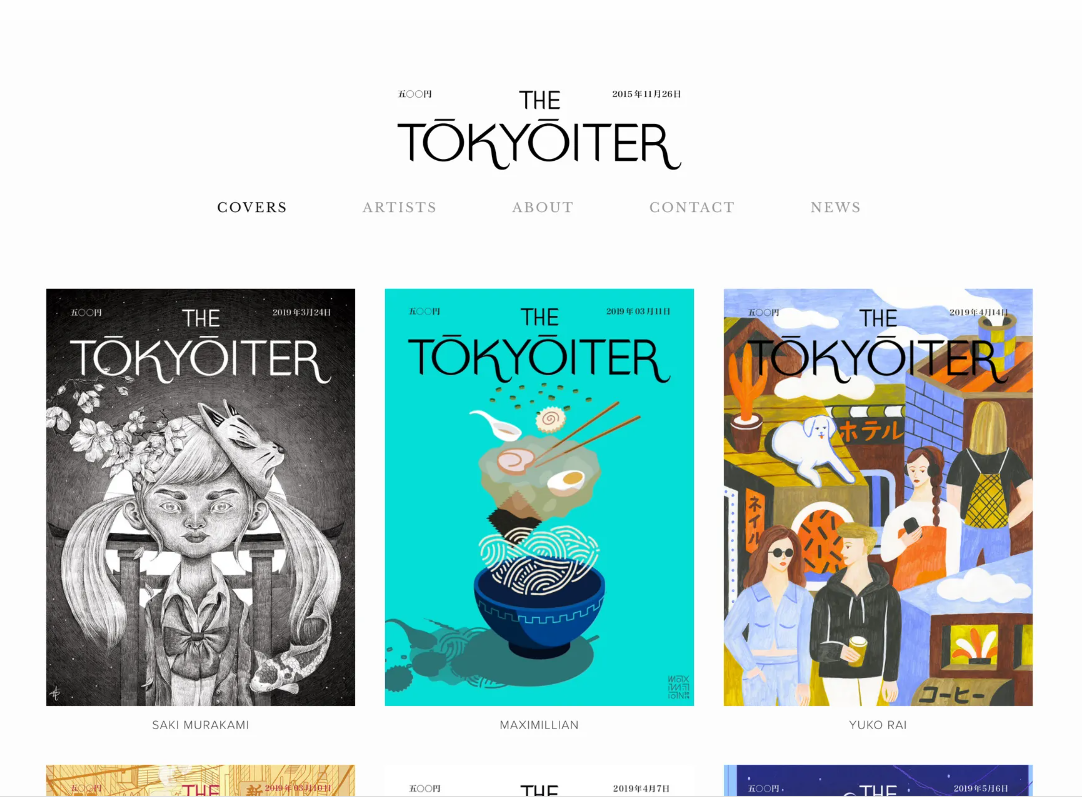 五〇〇円
THE
2015年11月26日
TŌKYŌITER
COVERS
ARTISTS
ABOUT
CONTACT
NEWS
五〇〇円
THE
2019年3月24日
TŌKYŌITER
五〇〇円
THE
2019年03月11日
TŌKYŌITER
五〇〇円
THE
2019年4月14日
TŌKYŌITER
ホテル
ネイル
コーヒー
SAKI MURAKAMI
MAXIMILLIAN
YUKO RAI
五〇〇円
THE
新
2019年03月10日
五〇〇円
THE
2019年4月7日
五〇〇円
THE
2019年5月6日